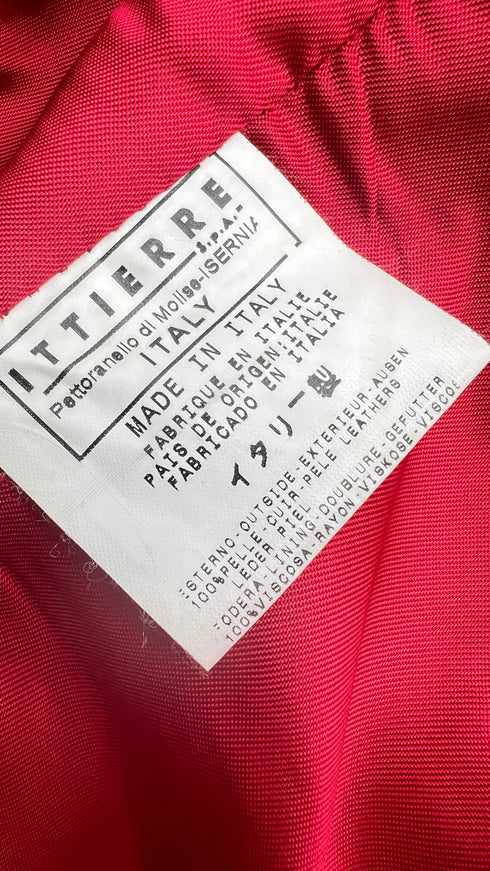 ITTIERRE
S.P.A.-
Pettoranello di Molise-ISERNIA
ITALY
MADE IN ITALY
FABRIQUE EN ITALIE
PAIS DE ORIGEN:ITALIE
FABRICADO EN ITALIA
イタリー製
ESTERNO-OUTSIDE-EXTERIEUR-AUSEN
100%PELLE-CUIR-PELE LEATHERS
LEDER PIEL
FODERA-LINING-DOUBLURE-GEFUTTER
100%VISCOSA-RAYON-VISKOSE-VISCOSE